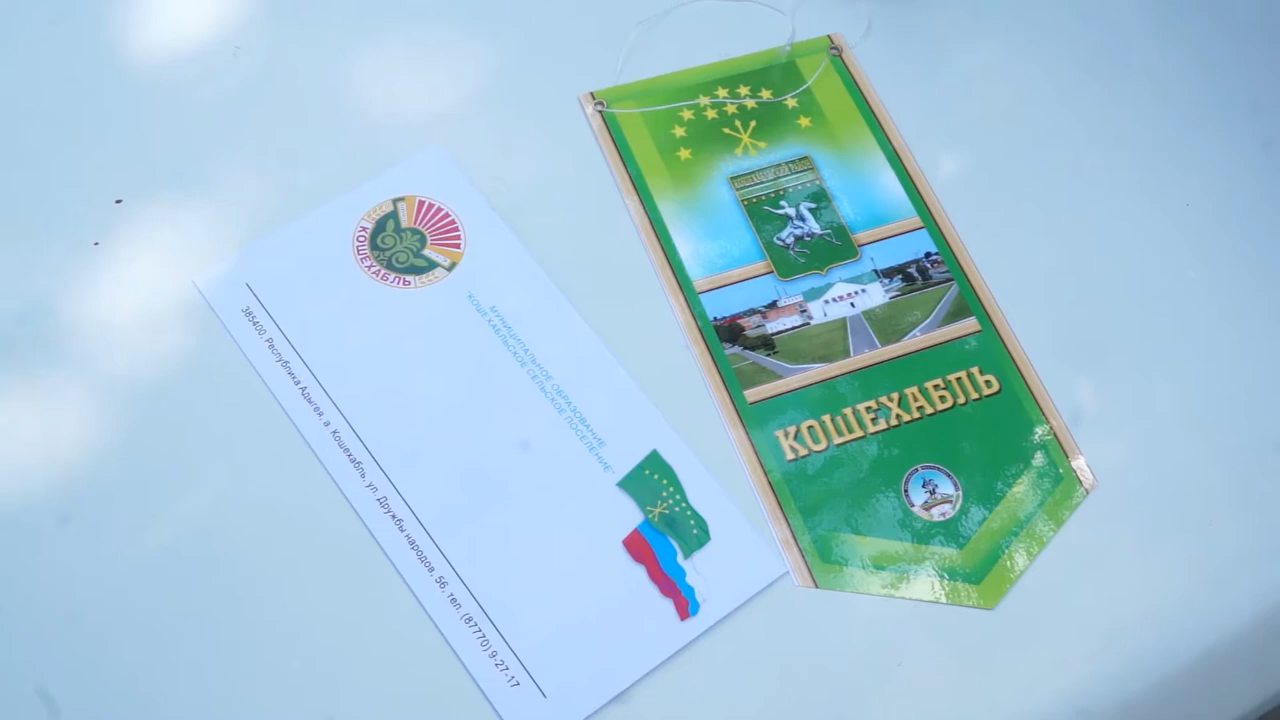 КОШЕХАБЛЬ
МУНИЦИПАЛЬНОЕ ОБРАЗОВАНИЕ
"КОШЕХАБЛЬСКОЕ СЕЛЬСКОЕ ПОСЕЛЕНИЕ"
385400, Республика Адыгея, а. Кошехабль, ул. Дружбы народов, 56, тел. (87770) 9-27-17
КОШЕХАБЛЬСКИЙ РАЙОН
КОШЕХАБЛЬ